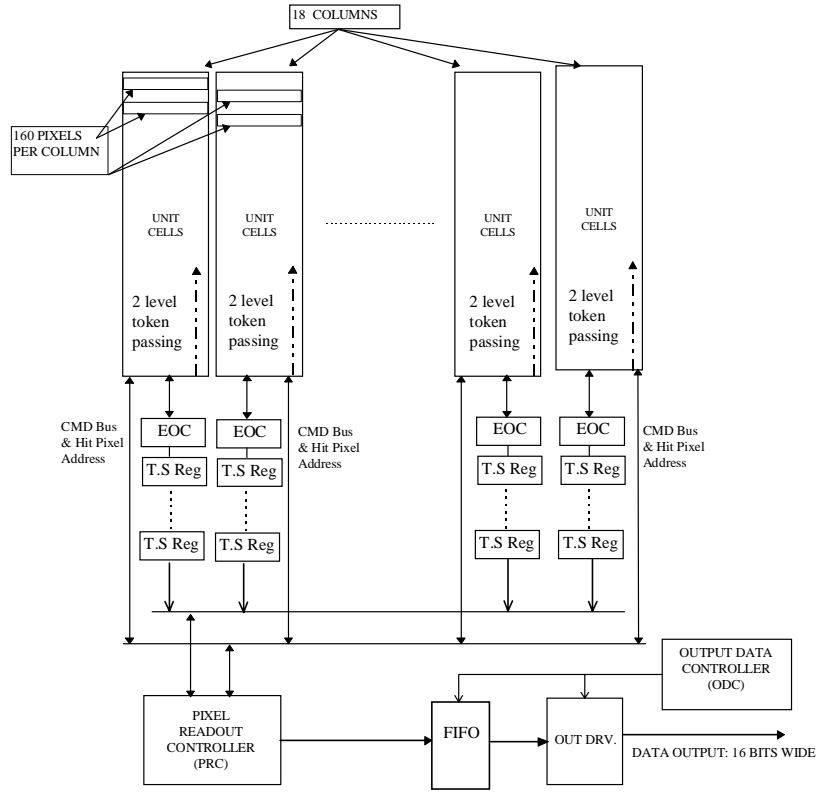 18 COLUMNS
160 PIXELS
PER COLUMN
UNIT
CELLS
UNIT
CELLS
UNIT
CELLS
UNIT
CELLS
2 level
token
passing
2 level
token
passing
2 level
token
passing
2 level
token
passing
CMD Bus
& Hit Pixel
Address
EOC
EOC
CMD Bus
& Hit Pixel
Address
EOC
EOC
CMD Bus
& Hit Pixel
Address
T.S Reg
T.S Reg
T.S Reg
T.S Reg
T.S Reg
T.S Reg
T.S Reg
T.S Reg
OUTPUT DATA
CONTROLLER
(ODC)
PIXEL
READOUT
CONTROLLER
(PRC)
FIFO
OUT DRV.
DATA OUTPUT: 16 BITS WIDE